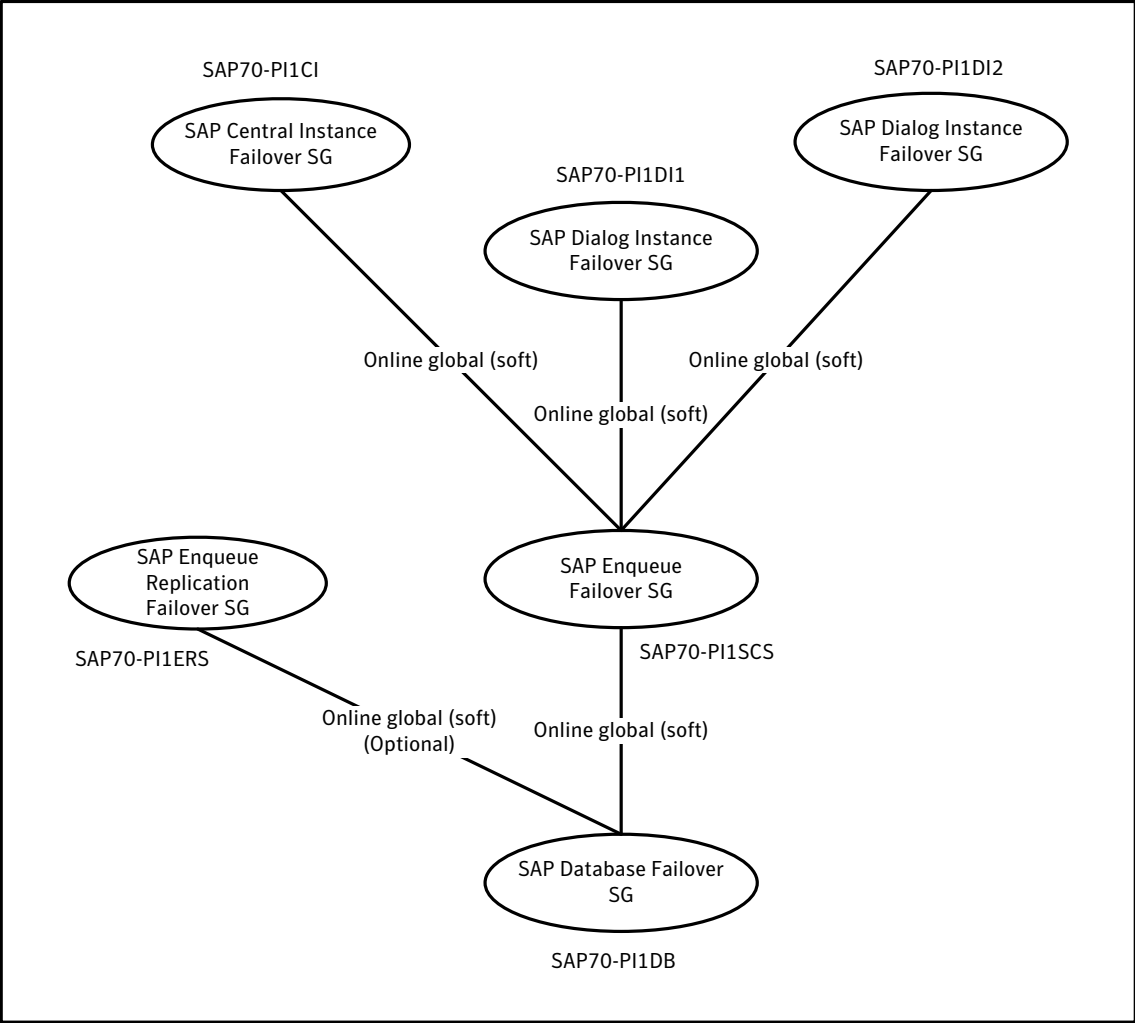 SAP70-PI1CI
SAP70-PI1DI2
SAP Central Instance
Failover SG
SAP Dialog Instance
Failover SG
SAP70-PI1DI1
SAP Dialog Instance
Failover SG
Online global (soft)
Online global (soft)
Online global (soft)
SAP Enqueue
Replication
Failover SG
SAP Enqueue
Failover SG
SAP70-PI1ERS
SAP70-PI1SCS
Online global (soft)
(Optional)
Online global (soft)
SAP Database Failover
SG
SAP70-PI1DB